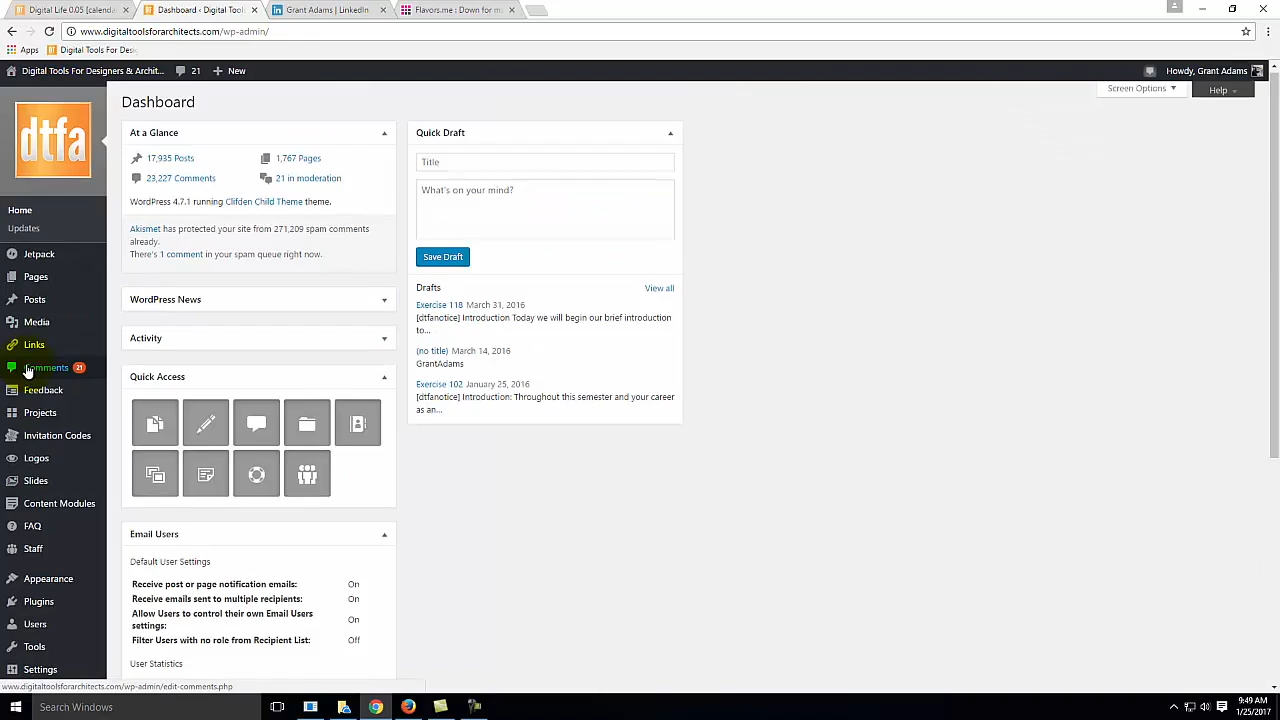 Digital Life 0.05 [calenda
Dashboard ‹ Digital Tools
Grant Adams | LinkedIn
Flavors.me : Down for m
www.digitaltoolsforarchitects.com/wp-admin/
Apps
Digital Tools For Desig
Digital Tools For Designers & Archit...
21
New
Howdy, Grant Adams
dtfa
Home
Updates
Jetpack
Pages
Posts
Media
Links
Comments 21
Feedback
Projects
Invitation Codes
Logos
Slides
Content Modules
FAQ
Staff
Appearance
Plugins
Users
Tools
Settings
Dashboard
Screen Options
Help
At a Glance
17,935 Posts
1,767 Pages
23,227 Comments
21 in moderation
WordPress 4.7.1 running Clifden Child Theme theme.
Akismet has protected your site from 271,209 spam comments
already.
There's 1 comment in your spam queue right now.
WordPress News
Activity
Quick Access
Email Users
Default User Settings
Receive post or page notification emails: On
Receive emails sent to multiple recipients: On
Allow Users to control their own Email Users
settings: On
Filter Users with no role from Recipient List: Off
User Statistics
Quick Draft
Title
What's on your mind?
Save Draft
Drafts
View all
Exercise 118 March 31, 2016
[dtfanotice] Introduction Today we will begin our brief introduction
to...
(no title) March 14, 2016
GrantAdams
Exercise 102 January 25, 2016
[dtfanotice] Introduction: Throughout this semester and your career
as an...
www.digitaltoolsforarchitects.com/wp-admin/edit-comments.php
Search Windows
9:49 AM
1/25/2017